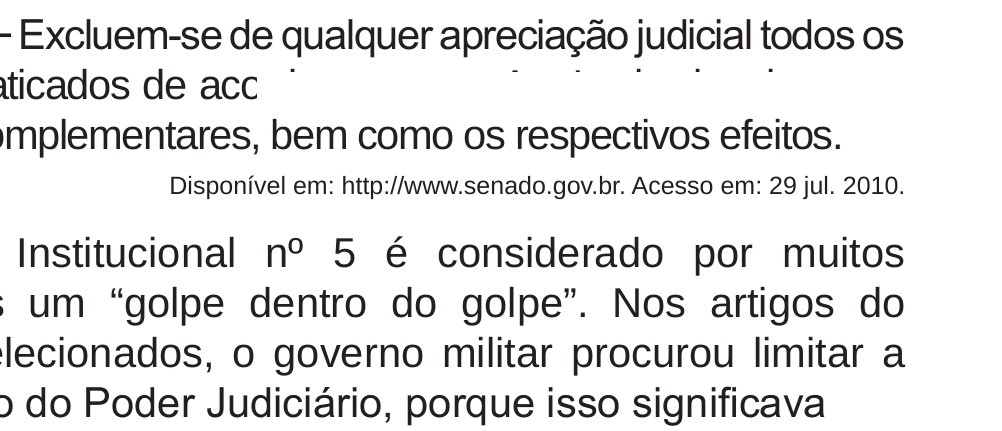 – Excluem-se de qualquer apreciação judicial todos os
aticados de
omplementares, bem como os respectivos efeitos.
Disponível em: http://www.senado.gov.br. Acesso em: 29 jul. 2010.
Institucional nº 5 é considerado por muitos
s um “golpe dentro do golpe”. Nos artigos do
elecionados, o governo militar procurou limitar a
o do Poder Judiciário, porque isso significava